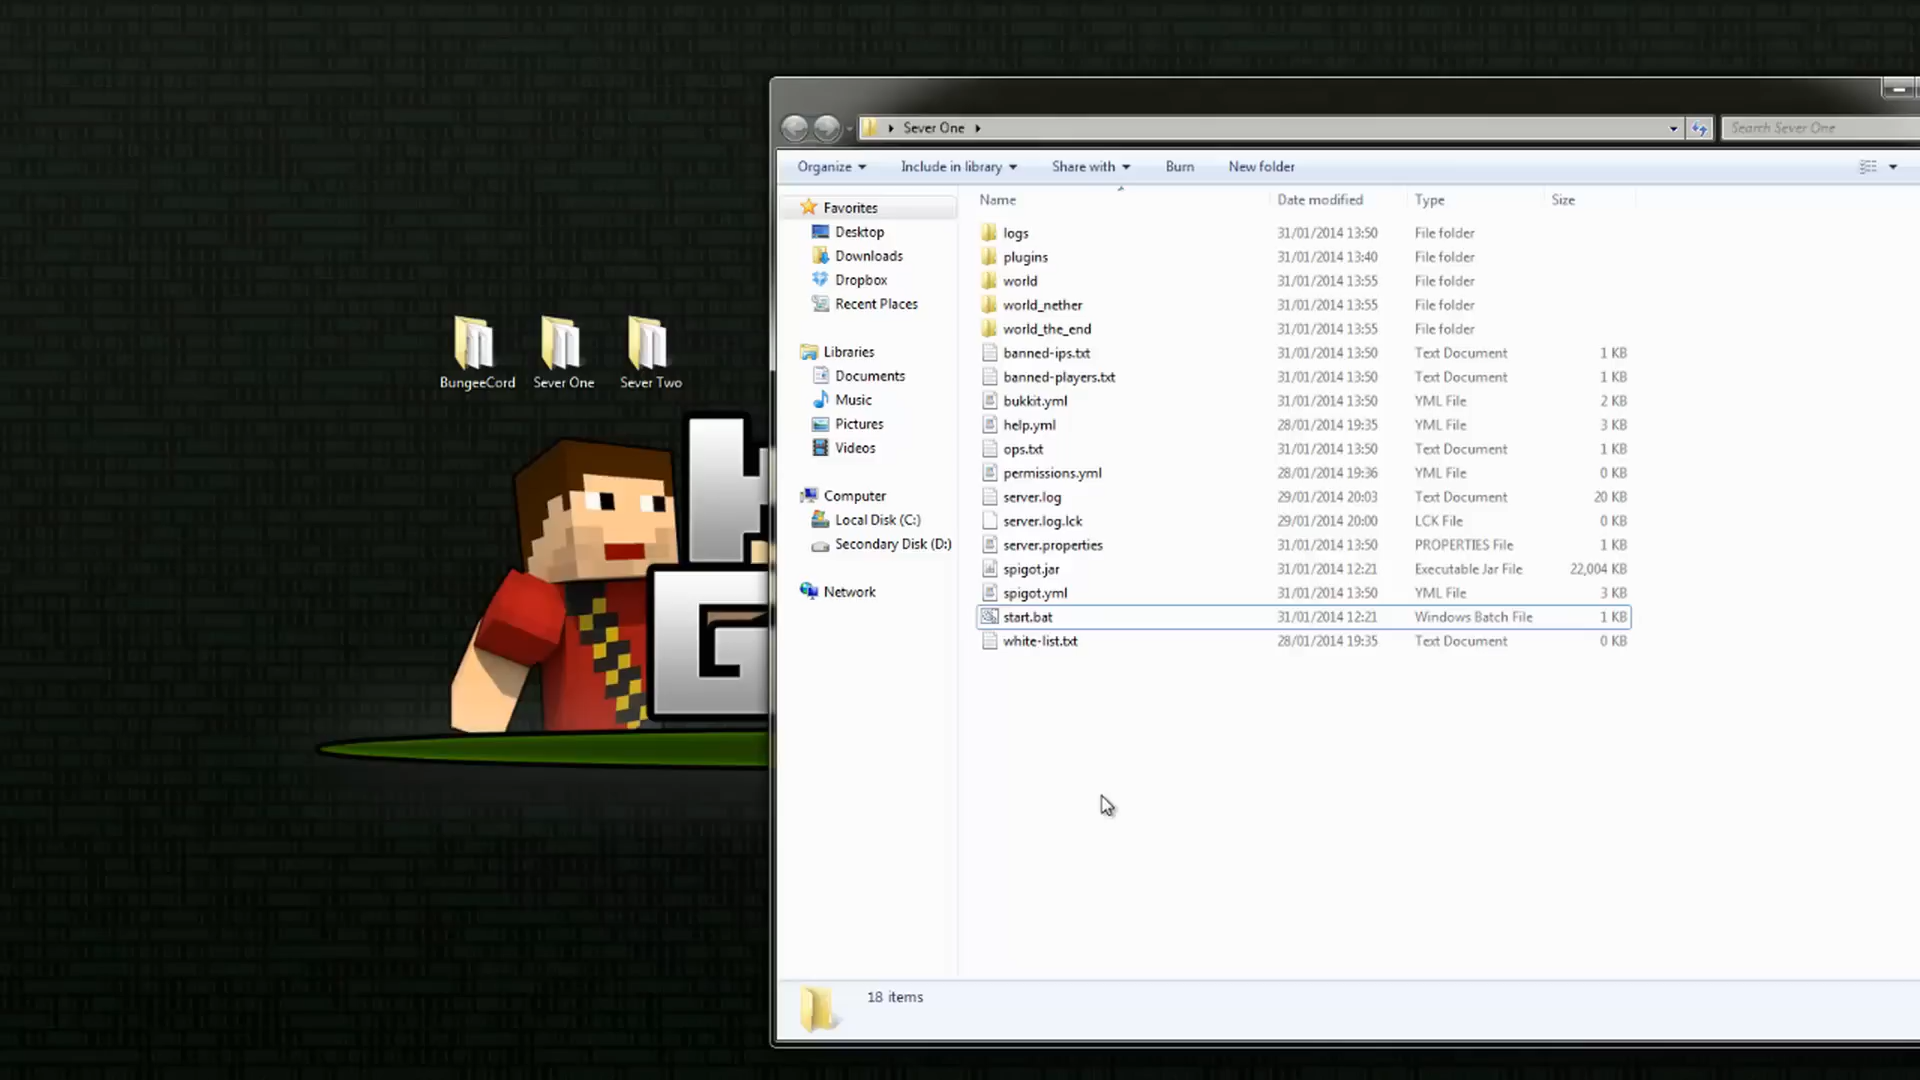 BungeeCord
Sever One
Sever Two
Sever One
Search Sever One
Organize
Include in library
Share with
Burn
New folder
Favorites
Desktop
Downloads
Dropbox
Recent Places
Libraries
Documents
Music
Pictures
Videos
Computer
Local Disk (C:)
Secondary Disk (D:)
Network
Name Date modified Type Size
logs 31/01/2014 13:50 File folder
plugins 31/01/2014 13:40 File folder
world 31/01/2014 13:55 File folder
world_nether 31/01/2014 13:55 File folder
world_the_end 31/01/2014 13:55 File folder
banned-ips.txt 31/01/2014 13:50 Text Document 1 KB
banned-players.txt 31/01/2014 13:50 Text Document 1 KB
bukkit.yml 31/01/2014 13:50 YML File 2 KB
help.yml 28/01/2014 19:35 YML File 3 KB
ops.txt 31/01/2014 13:50 Text Document 1 KB
permissions.yml 28/01/2014 19:36 YML File 0 KB
server.log 29/01/2014 20:03 Text Document 20 KB
server.log.lck 29/01/2014 20:00 LCK File 0 KB
server.properties 31/01/2014 13:50 PROPERTIES File 1 KB
spigot.jar 31/01/2014 12:21 Executable Jar File 22,004 KB
spigot.yml 31/01/2014 13:50 YML File 3 KB
start.bat 31/01/2014 12:21 Windows Batch File 1 KB
white-list.txt 28/01/2014 19:35 Text Document 0 KB
18 items